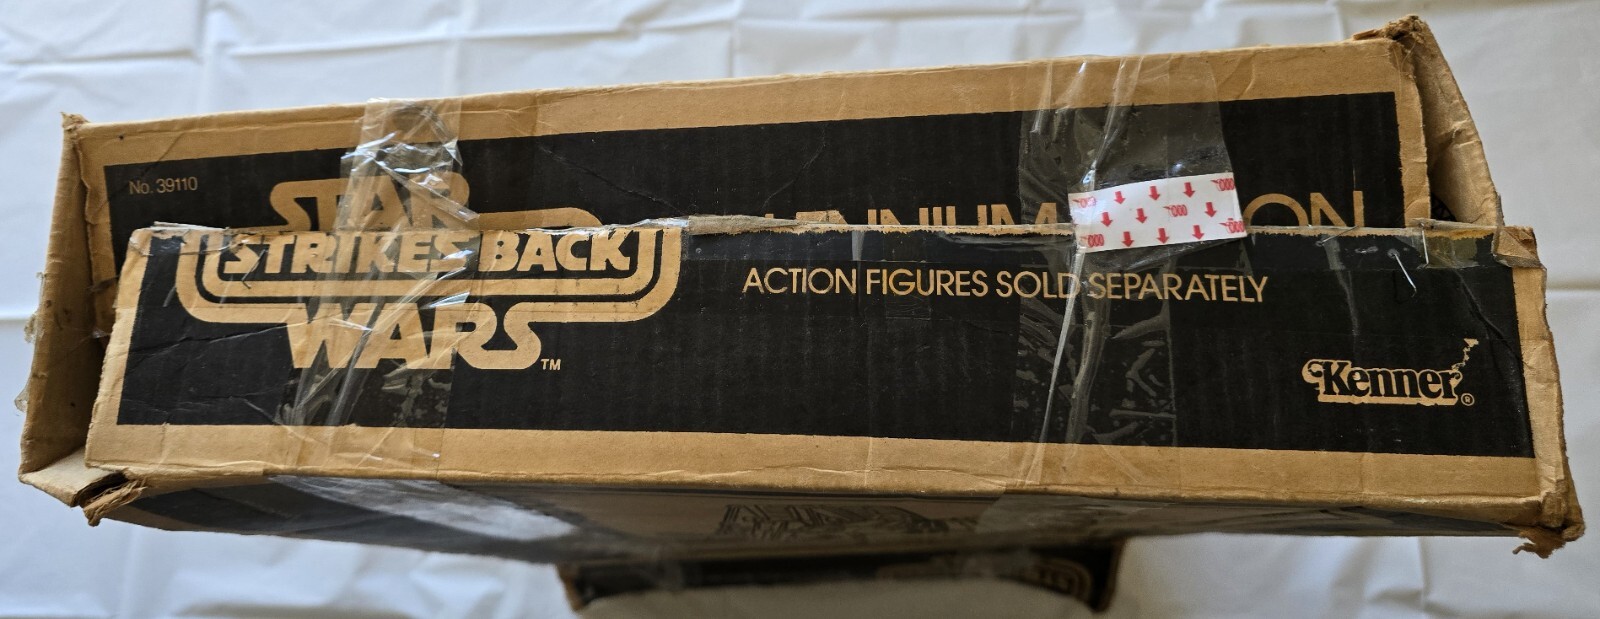 No. 39110
STAR
STRIKES BACK
WARS
TM
ACTION FIGURES SOLD SEPARATELY
Kenner
®